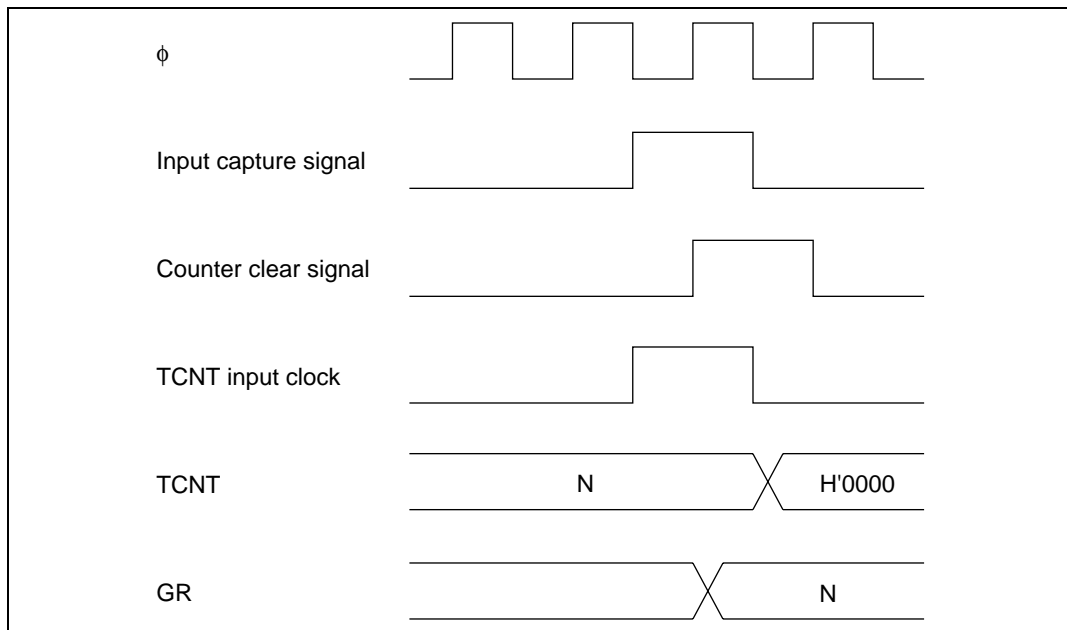 ϕ
Input capture signal
Counter clear signal
TCNT input clock
TCNT N H'0000
GR N